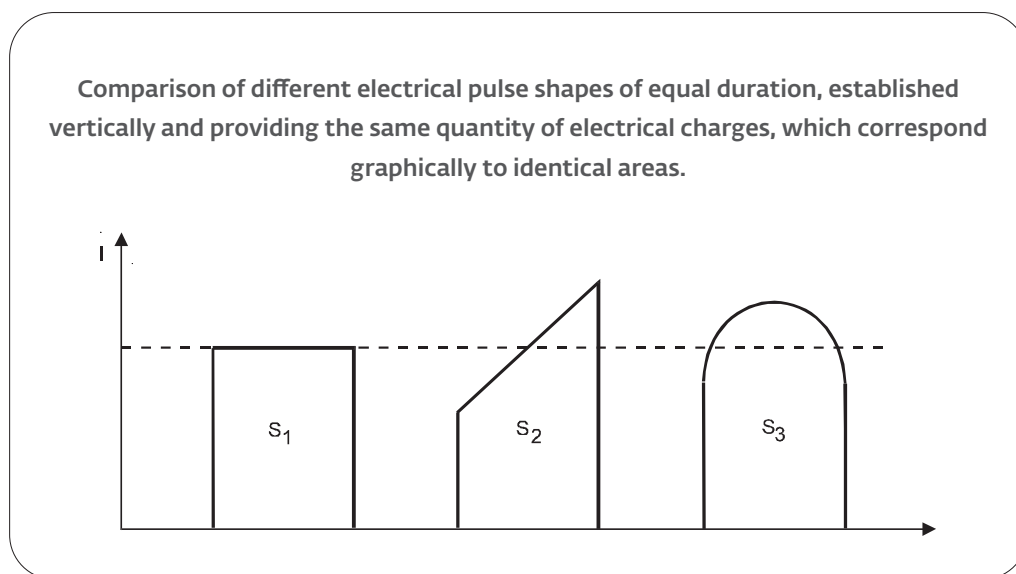 Comparison of different electrical pulse shapes of equal duration, established
vertically and providing the same quantity of electrical charges, which correspond
graphically to identical areas.
I
S1
S2
S3